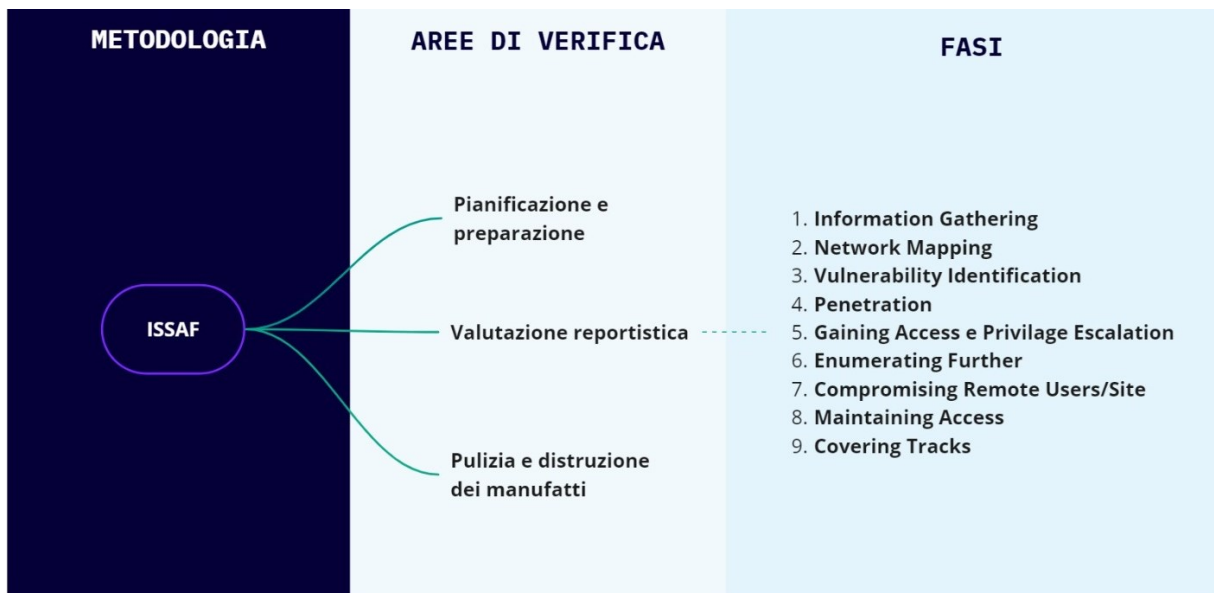 METODOLOGIA
AREE DI VERIFICA
FASI
ISSAF
Pianificazione e
preparazione
Valutazione reportistica
Pulizia e distruzione
dei manufatti
1. Information Gathering
2. Network Mapping
3. Vulnerability Identification
4. Penetration
5. Gaining Access e Privilage Escalation
6. Enumerating Further
7. Compromising Remote Users/Site
8. Maintaining Access
9. Covering Tracks